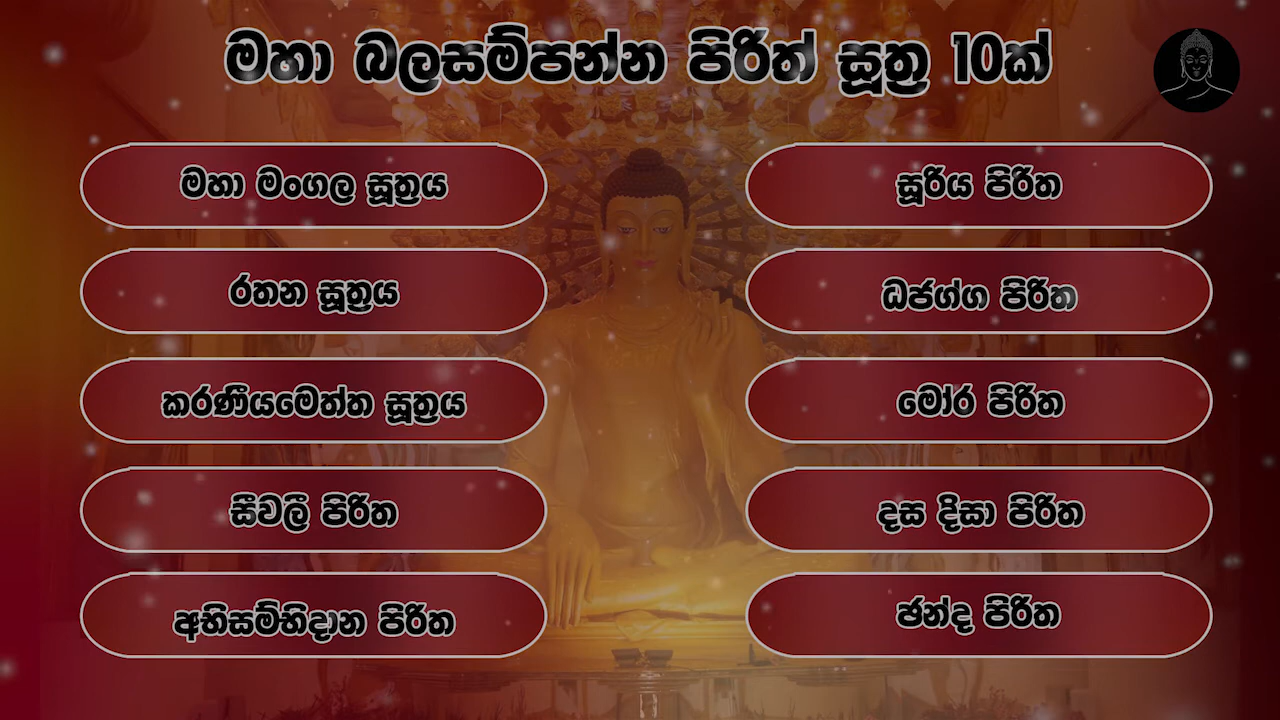 මහා බලසම්පන්න පිරිත් සූත්‍ර 10ක්
මහා මංගල සූත්‍රය
රතන සූත්‍රය
කරණීයමෙත්ත සූත්‍රය
සීවලී පිරිත
අභිසම්භිදාන පිරිත
සූරිය පිරිත
ධජග්ග පිරිත
මෝර පිරිත
දස දිසා පිරිත
ඡන්ද පිරිත